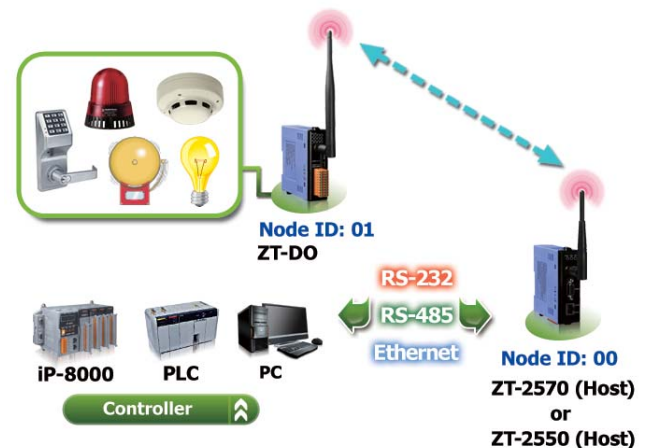 Node ID: 01
ZT-DO
RS-232
RS-485
Ethernet
iP-8000
PLC
PC
Controller
Node ID: 00
ZT-2570 (Host)
or
ZT-2550 (Host)